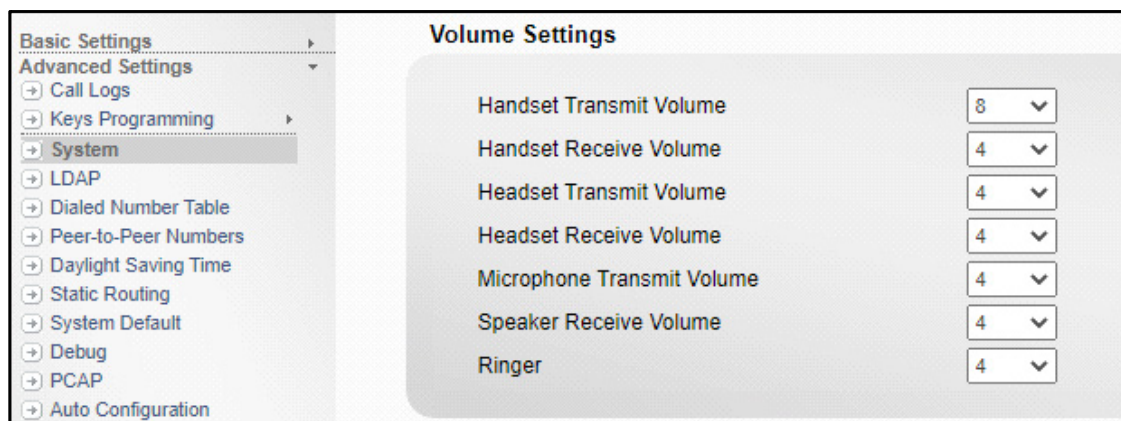 Basic Settings
Advanced Settings
Call Logs
Keys Programming
System
LDAP
Dialed Number Table
Peer-to-Peer Numbers
Daylight Saving Time
Static Routing
System Default
Debug
PCAP
Auto Configuration
Volume Settings
Handset Transmit Volume 8
Handset Receive Volume 4
Headset Transmit Volume 4
Headset Receive Volume 4
Microphone Transmit Volume 4
Speaker Receive Volume 4
Ringer 4